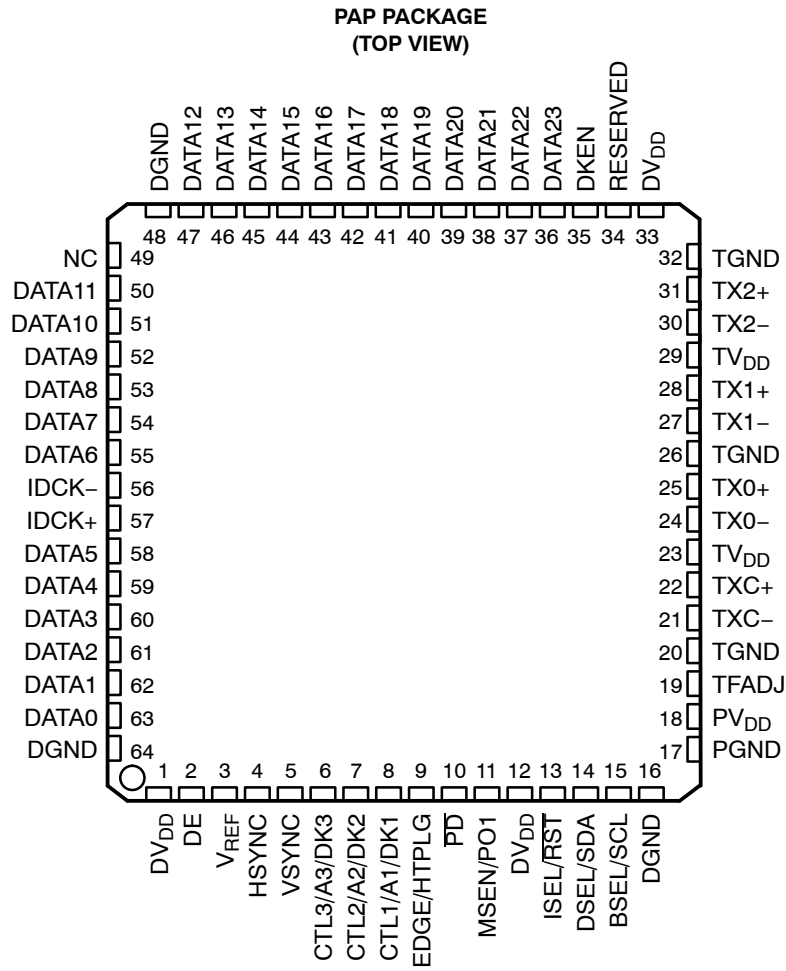 PAP PACKAGE
(TOP VIEW)
DGND
DATA12
DATA13
DATA14
DATA15
DATA16
DATA17
DATA18
DATA19
DATA20
DATA21
DATA22
DATA23
DKEN
RESERVED
DVDD
48 47 46 45 44 43 42 41 40 39 38 37 36 35 34 33
NC 49
DATA11 50
DATA10 51
DATA9 52
DATA8 53
DATA7 54
DATA6 55
IDCK− 56
IDCK+ 57
DATA5 58
DATA4 59
DATA3 60
DATA2 61
DATA1 62
DATA0 63
DGND 64
32 TGND
31 TX2+
30 TX2−
29 TVDD
28 TX1+
27 TX1−
26 TGND
25 TX0+
24 TX0−
23 TVDD
22 TXC+
21 TXC−
20 TGND
19 TFADJ
18 PVDD
17 PGND
1 2 3 4 5 6 7 8 9 10 11 12 13 14 15 16
DVDD
DE
VREF
HSYNC
VSYNC
CTL3/A3/DK3
CTL2/A2/DK2
CTL1/A1/DK1
EDGE/HTPLG
PD
MSEN/PO1
DVDD
ISEL/RST
DSEL/SDA
BSEL/SCL
DGND